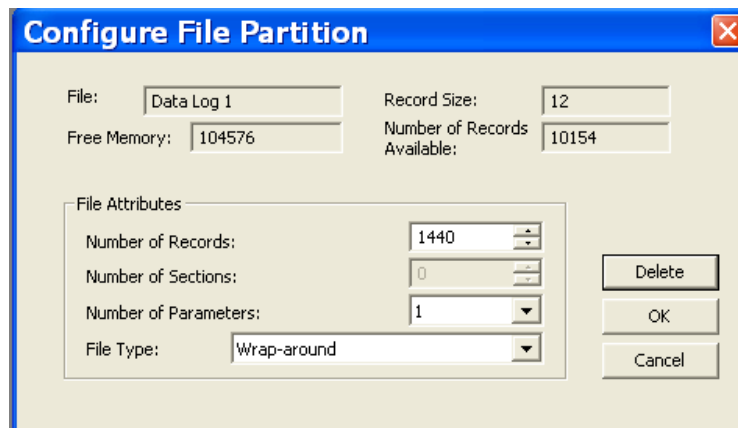 Configure File Partition
File: Data Log 1 Record Size: 12
Free Memory: 104576 Number of Records Available: 10154
File Attributes
Number of Records: 1440
Number of Sections: 0
Delete
Number of Parameters: 1
OK
File Type: Wrap-around
Cancel